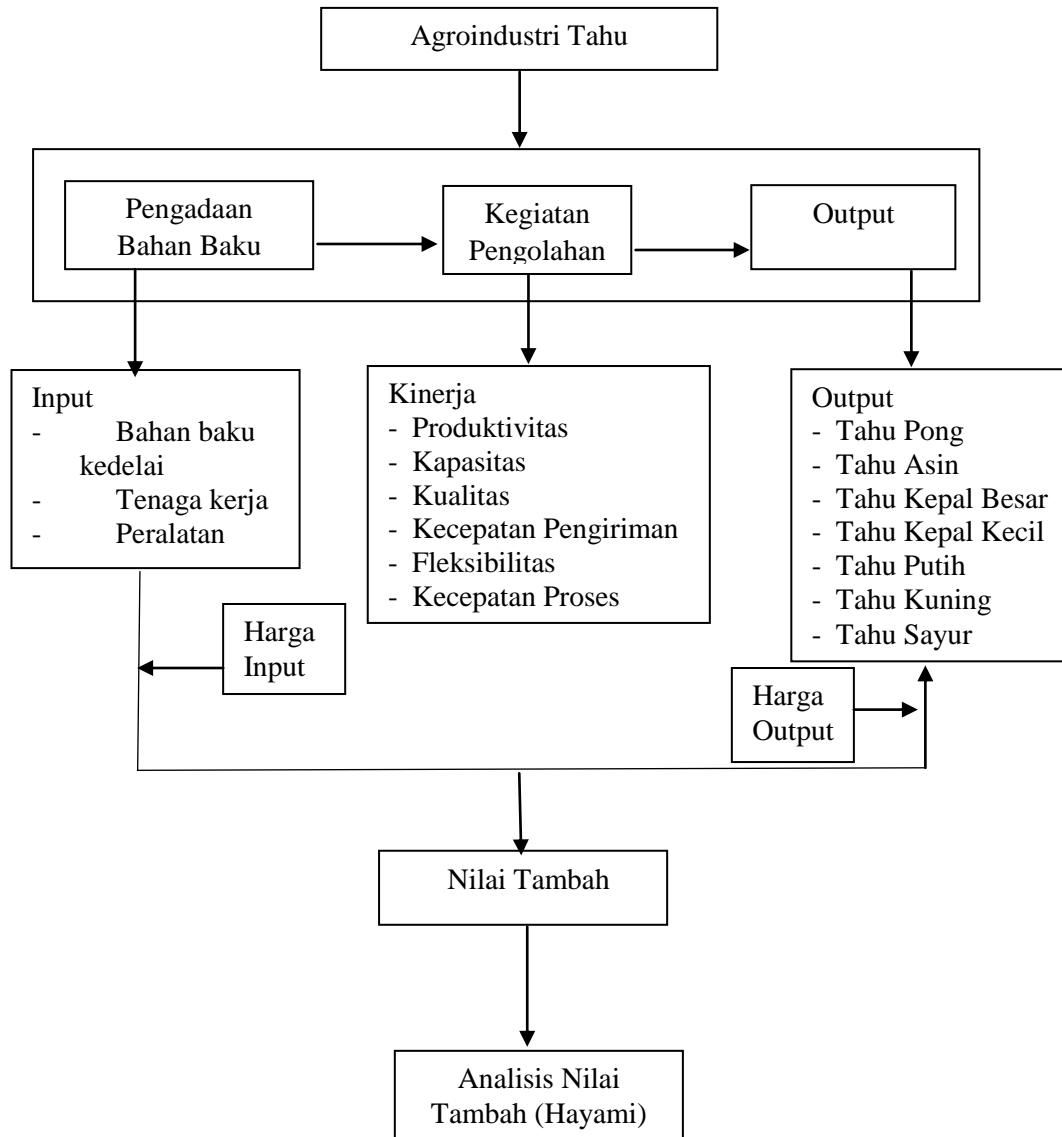 Agroindustri Tahu
Pengadaan
Bahan Baku
Kegiatan
Pengolahan
Output
Input
- Bahan baku
kedelai
- Tenaga kerja
- Peralatan
Kinerja
- Produktivitas
- Kapasitas
- Kualitas
- Kecepatan Pengiriman
- Fleksibilitas
- Kecepatan Proses
Output
- Tahu Pong
- Tahu Asin
- Tahu Kepal Besar
- Tahu Kepal Kecil
- Tahu Putih
- Tahu Kuning
- Tahu Sayur
Harga
Input
Harga
Output
Nilai Tambah
Analisis Nilai
Tambah (Hayami)